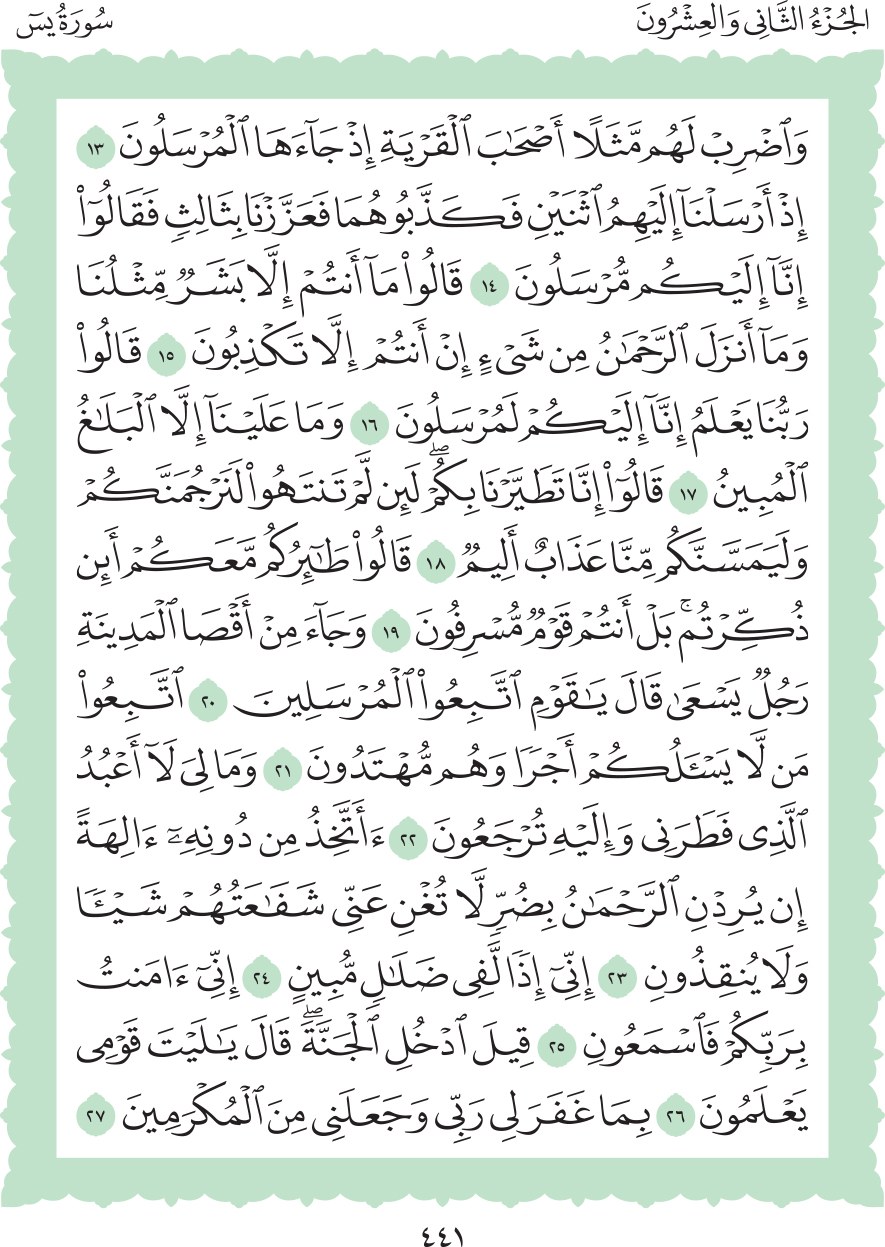 الجُزْءُ الثَّانِي وَالْعِشْرُونَ
سُورَةُ يسٓ
وَٱضْرِبْ لَهُم مَّثَلًا أَصْحَٰبَ ٱلْقَرْيَةِ إِذْ جَآءَهَا ٱلْمُرْسَلُونَ ١٣
إِذْ أَرْسَلْنَآ إِلَيْهِمُ ٱثْنَيْنِ فَكَذَّبُوهُمَا فَعَزَّزْنَا بِثَالِثٍ فَقَالُوٓا۟
إِنَّآ إِلَيْكُم مُّرْسَلُونَ ١٤ قَالُوا۟ مَآ أَنتُمْ إِلَّا بَشَرٌ مِّثْلُنَا
وَمَآ أَنزَلَ ٱلرَّحْمَٰنُ مِن شَىْءٍ إِنْ أَنتُمْ إِلَّا تَكْذِبُونَ ١٥ قَالُوا۟
رَبُّنَا يَعْلَمُ إِنَّآ إِلَيْكُمْ لَمُرْسَلُونَ ١٦ وَمَا عَلَيْنَآ إِلَّا ٱلْبَلَٰغُ
ٱلْمُبِينُ ١٧ قَالُوٓا۟ إِنَّا تَطَيَّرْنَا بِكُمْ ۖ لَئِن لَّمْ تَنتَهُوا۟ لَنَرْجُمَنَّكُمْ
وَلَيَمَسَّنَّكُم مِّنَّا عَذَابٌ أَلِيمٌ ١٨ قَالُوا۟ طَٰٓئِرُكُم مَّعَكُمْ أَئِن
ذُكِّرْتُم ۚ بَلْ أَنتُمْ قَوْمٌ مُّسْرِفُونَ ١٩ وَجَآءَ مِنْ أَقْصَا ٱلْمَدِينَةِ
رَجُلٌ يَسْعَىٰ قَالَ يَٰقَوْمِ ٱتَّبِعُوا۟ ٱلْمُرْسَلِينَ ٢٠ ٱتَّبِعُوا۟
مَن لَّا يَسْـَٔلُكُمْ أَجْرًا وَهُم مُّهْتَدُونَ ٢١ وَمَا لِىَ لَآ أَعْبُدُ
ٱلَّذِى فَطَرَنِى وَإِلَيْهِ تُرْجَعُونَ ٢٢ ءَأَتَّخِذُ مِن دُونِهِۦٓ ءَالِهَةً
إِن يُرِدْنِ ٱلرَّحْمَٰنُ بِضُرٍّ لَّا تُغْنِ عَنِّى شَفَٰعَتُهُمْ شَيْـًٔا
وَلَا يُنقِذُونِ ٢٣ إِنِّىٓ إِذًا لَّفِى ضَلَٰلٍ مُّبِينٍ ٢٤ إِنِّىٓ ءَامَنتُ
بِرَبِّكُمْ فَٱسْمَعُونِ ٢٥ قِيلَ ٱدْخُلِ ٱلْجَنَّةَ ۖ قَالَ يَٰلَيْتَ قَوْمِى
يَعْلَمُونَ ٢٦ بِمَا غَفَرَ لِى رَبِّى وَجَعَلَنِى مِنَ ٱلْمُكْرَمِينَ ٢٧
٤٤١